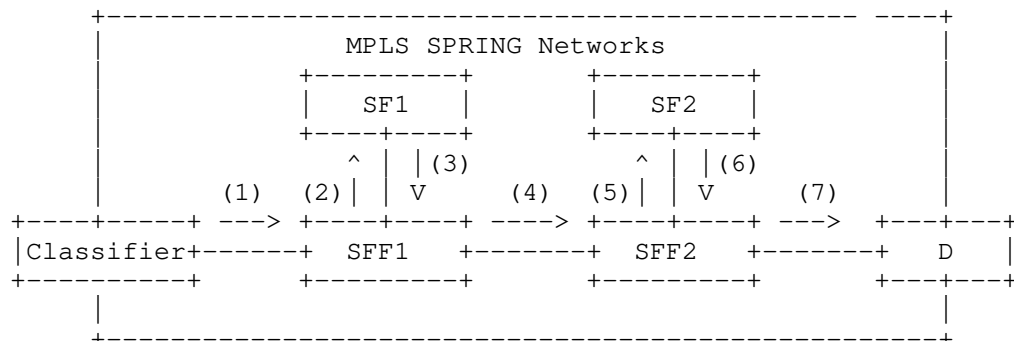 MPLS SPRING Networks
SF1 SF2
(3) (6)
(1) (2) V (4) (5) V (7)
Classifier SFF1 SFF2 D